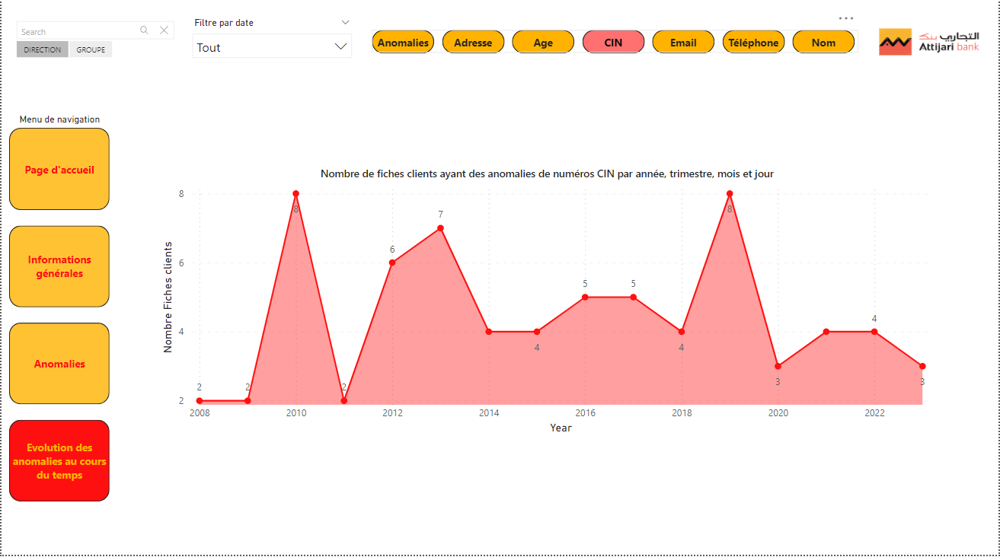 Search
DIRECTION
GROUPE
Filtre par date
Tout
Anomalies
Adresse
Age
CIN
Email
Téléphone
Nom
التجاري بنك
Attijari bank
Menu de navigation
Page d'accueil
Informations
générales
Anomalies
Evolution des
anomalies au cours
du temps
Nombre de fiches clients ayant des anomalies de numéros CIN par année, trimestre, mois et jour
Nombre Fiches clients
8
6
4
2
2
2
8
2
6
7
4
5
5
4
8
3
4
3
2008
2010
2012
2014
2016
2018
2020
2022
Year